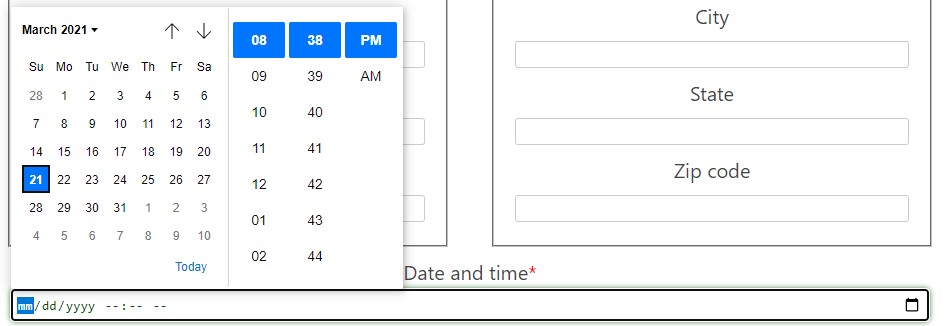 March 2021
Su Mo Tu We Th Fr Sa
28 1 2 3 4 5 6
7 8 9 10 11 12 13
14 15 16 17 18 19 20
21 22 23 24 25 26 27
28 29 30 31 1 2 3
4 5 6 7 8 9 10
Today
08 38 PM
09 39 AM
10 40
11 41
12 42
01 43
02 44
City
State
Zip code
Date and time*
mm/dd/yyyy --:-- --